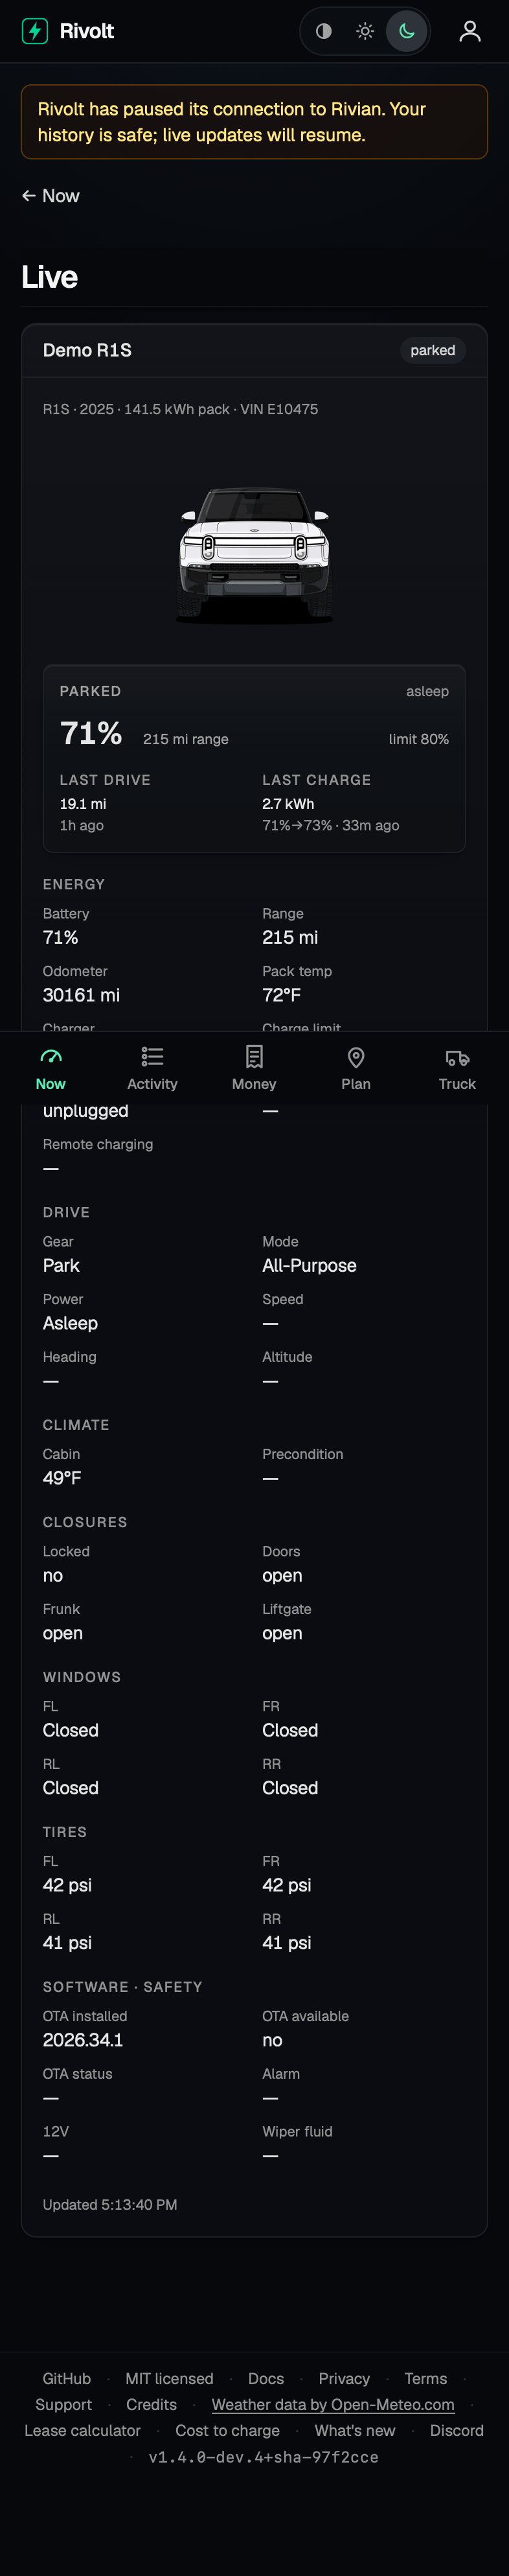 Rivolt
Rivolt has paused its connection to Rivian. Your
history is safe; live updates will resume.
← Now
Live
Demo R1S
parked
R1S · 2025 · 141.5 kWh pack · VIN E10475
PARKED
asleep
71%
215 mi range
limit 80%
LAST DRIVE
LAST CHARGE
19.1 mi
2.7 kWh
1h ago
71%→73% · 33m ago
ENERGY
Battery
Range
71%
215 mi
Odometer
Pack temp
30161 mi
72°F
Charger
Charge limit
Now
Activity
Money
Plan
Truck
unplugged
—
Remote charging
—
DRIVE
Gear
Mode
Park
All-Purpose
Power
Speed
Asleep
—
Heading
Altitude
—
—
CLIMATE
Cabin
Precondition
49°F
—
CLOSURES
Locked
Doors
no
open
Frunk
Liftgate
open
open
WINDOWS
FL
FR
Closed
Closed
RL
RR
Closed
Closed
TIRES
FL
FR
42 psi
42 psi
RL
RR
41 psi
41 psi
SOFTWARE · SAFETY
OTA installed
OTA available
2026.34.1
no
OTA status
Alarm
—
—
12V
Wiper fluid
—
—
Updated 5:13:40 PM
GitHub · MIT licensed · Docs · Privacy · Terms ·
Support · Credits · Weather data by Open-Meteo.com ·
Lease calculator · Cost to charge · What's new · Discord
· v1.4.0-dev.4+sha-97f2cce